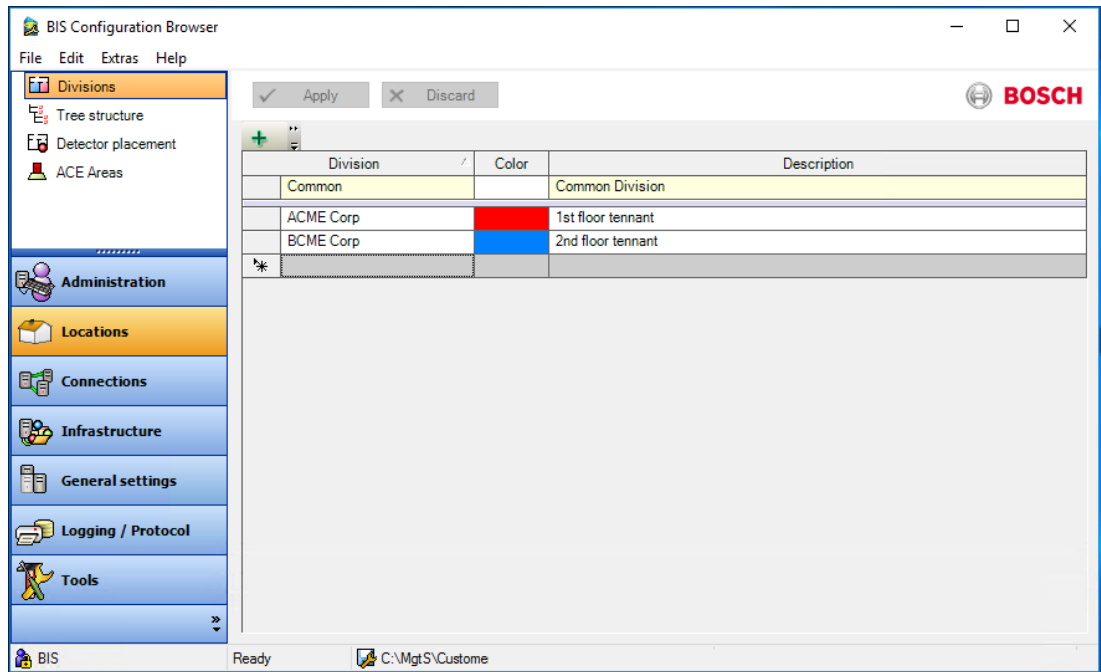 BIS Configuration Browser
File Edit Extras Help
Divisions
Tree structure
Detector placement
ACE Areas
Apply Discard
BOSCH
Division Color Description
Common Common Division
ACME Corp 1st floor tennant
BCME Corp 2nd floor tennant
Administration
Locations
Connections
Infrastructure
General settings
Logging / Protocol
Tools
BIS Ready C:\MgtS\Custome